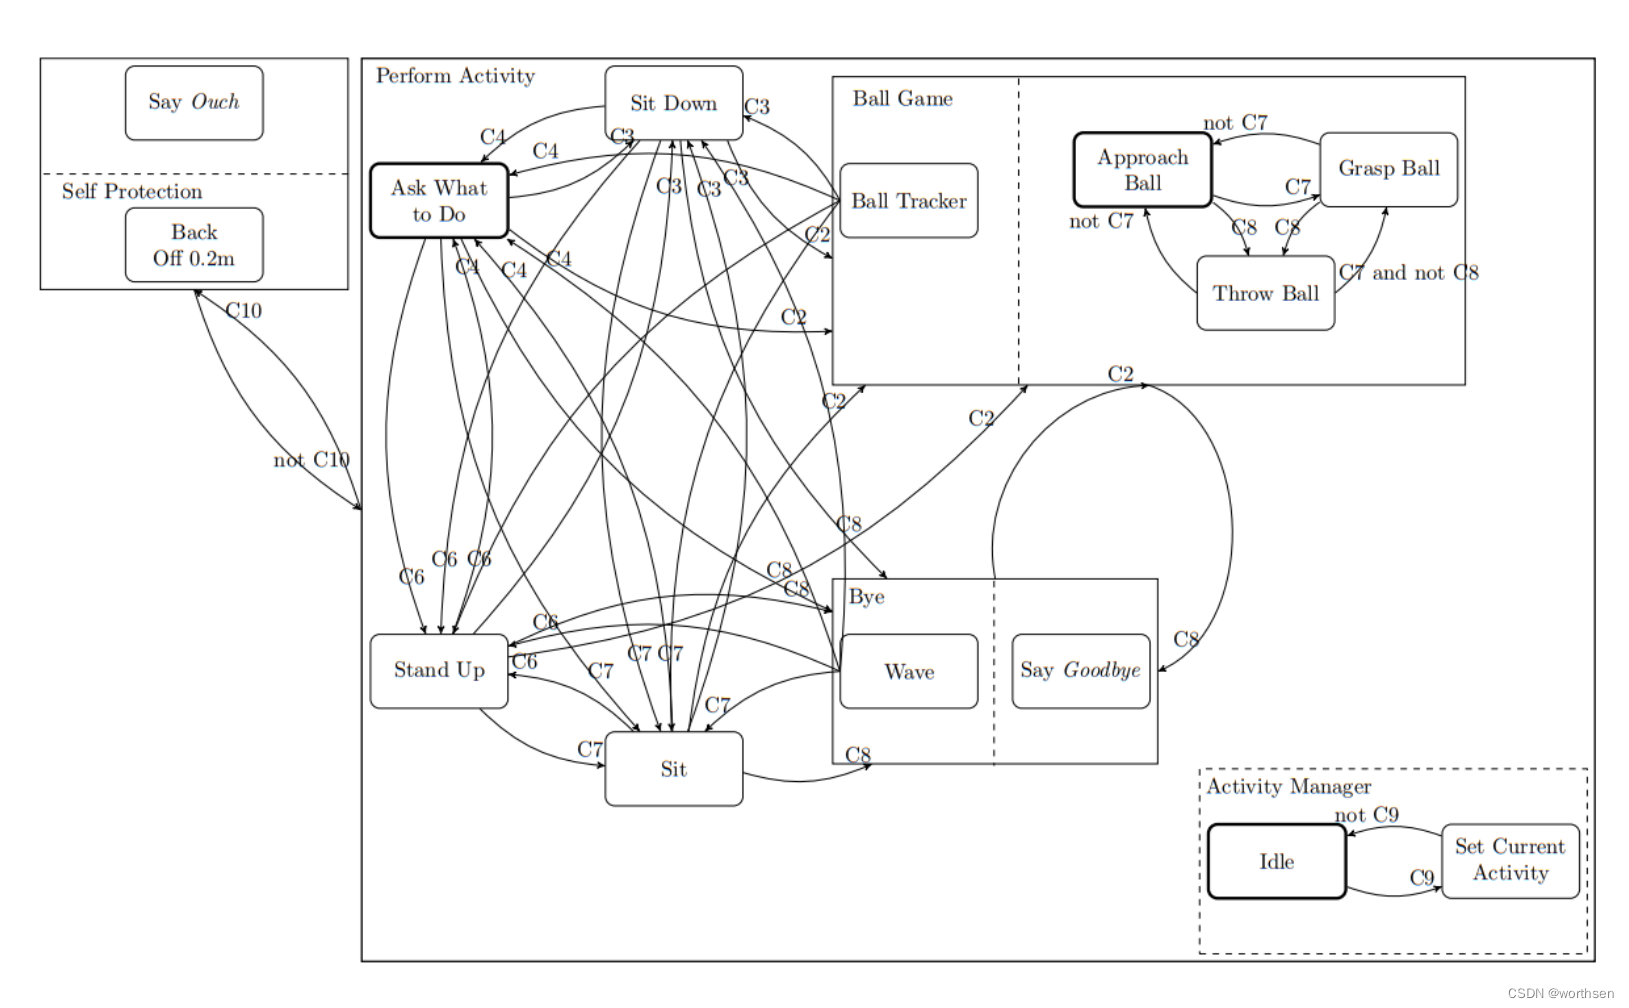 Say Ouch
Self Protection
Back
Off 0.2m
C10
not C10
Perform Activity
Sit Down
C3
C4
C3
C4
Ask What
to Do
C3
C3
C3
C2
C4
C4
C4
C2
Ball Game
Ball Tracker
not C7
Approach
Ball
Grasp Ball
C7
not C7
C8
C8
C7 and not C8
Throw Ball
C2
C2
C2
C8
C6
C6
C6
C8
C8
Bye
C6
Stand Up
C6
C7
C7
C7
Wave
Say Goodbye
C8
C7
C7
Sit
C8
Activity Manager
not C9
Idle
Set Current
Activity
C9
CSDN @worthsen